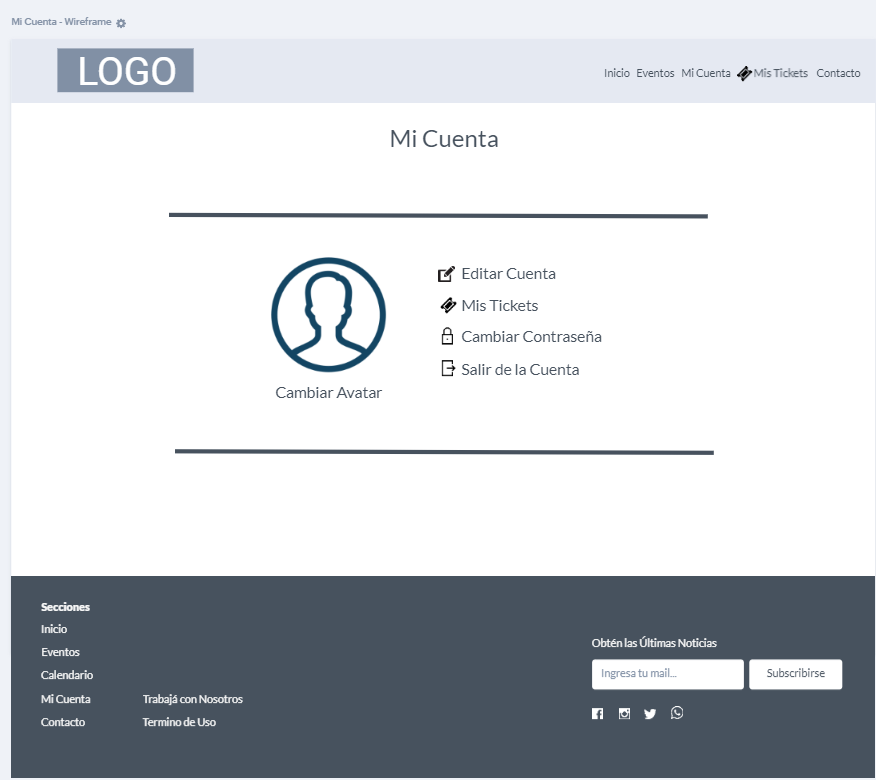 Mi Cuenta - Wireframe
LOGO
Inicio Eventos Mi Cuenta Mis Tickets Contacto
Mi Cuenta
Editar Cuenta
Mis Tickets
Cambiar Contraseña
Salir de la Cuenta
Cambiar Avatar
Secciones
Inicio
Eventos
Calendario
Mi Cuenta Trabajá con Nosotros
Contacto Termino de Uso
Obtén las Últimas Noticias
Ingresa tu mail... Subscribirse